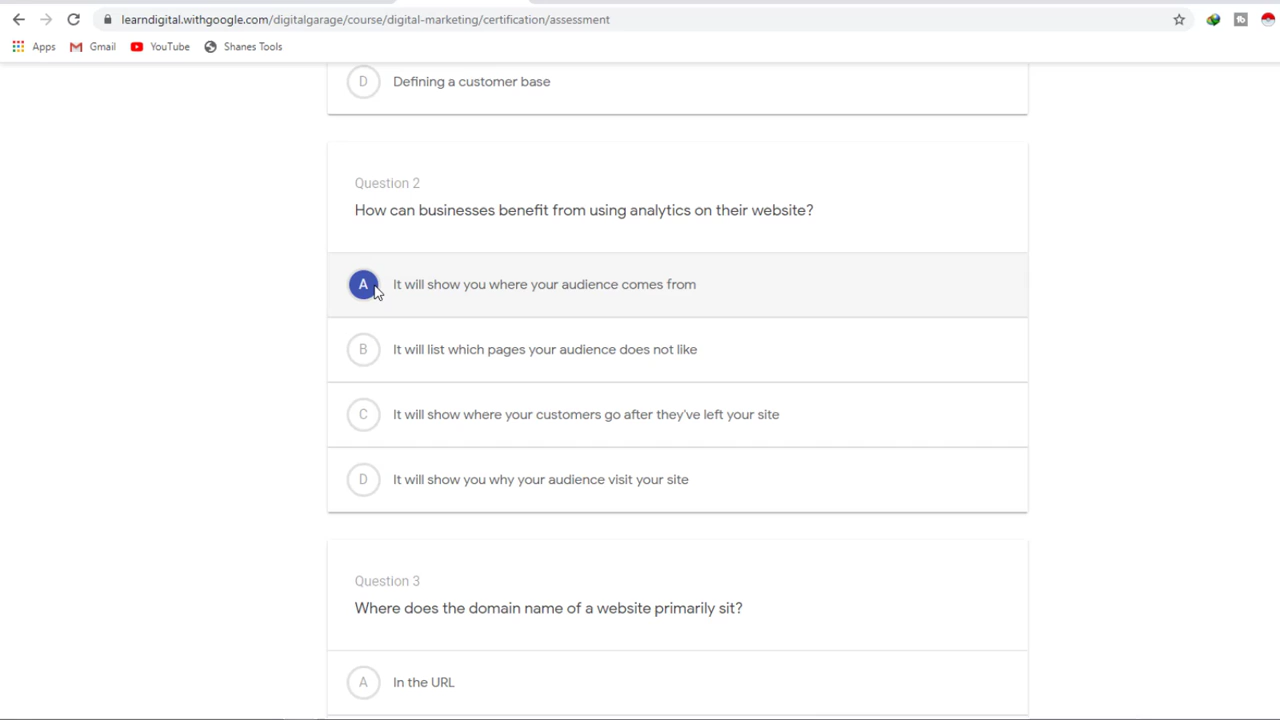 learndigital.withgoogle.com/digitalgarage/course/digital-marketing/certification/assessment
Apps Gmail YouTube Shanes Tools
D Defining a customer base
Question 2
How can businesses benefit from using analytics on their website?
A It will show you where your audience comes from
B It will list which pages your audience does not like
C It will show where your customers go after they've left your site
D It will show you why your audience visit your site
Question 3
Where does the domain name of a website primarily sit?
A In the URL